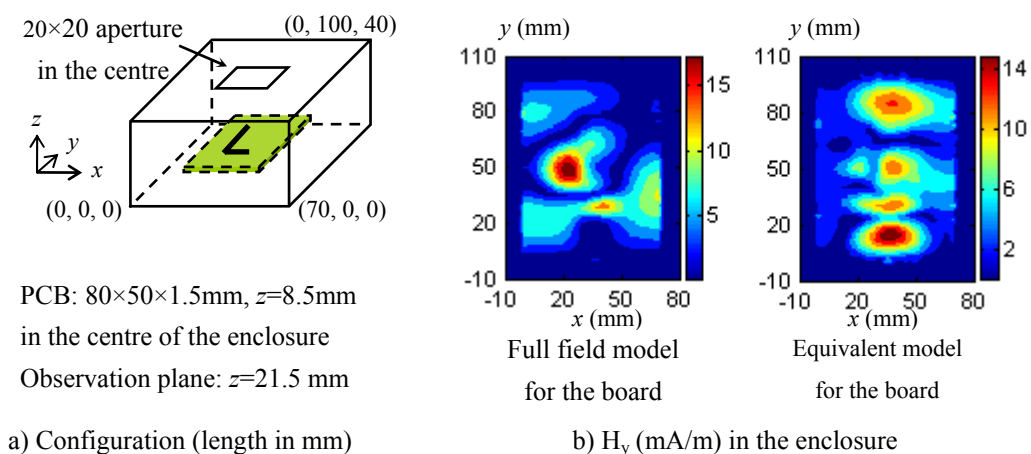 20×20 aperture
in the centre
(0, 100, 40)
z
y
x
(0, 0, 0)
(70, 0, 0)
PCB: 80×50×1.5mm, z=8.5mm
in the centre of the enclosure
Observation plane: z=21.5 mm
a) Configuration (length in mm)
y (mm)
110
80
50
20
-10
-10 20 50 80
x (mm)
15
10
5
Full field model
for the board
y (mm)
110
80
50
20
-10
-10 20 50 80
x (mm)
14
10
6
2
Equivalent model
for the board
b) Hy (mA/m) in the enclosure